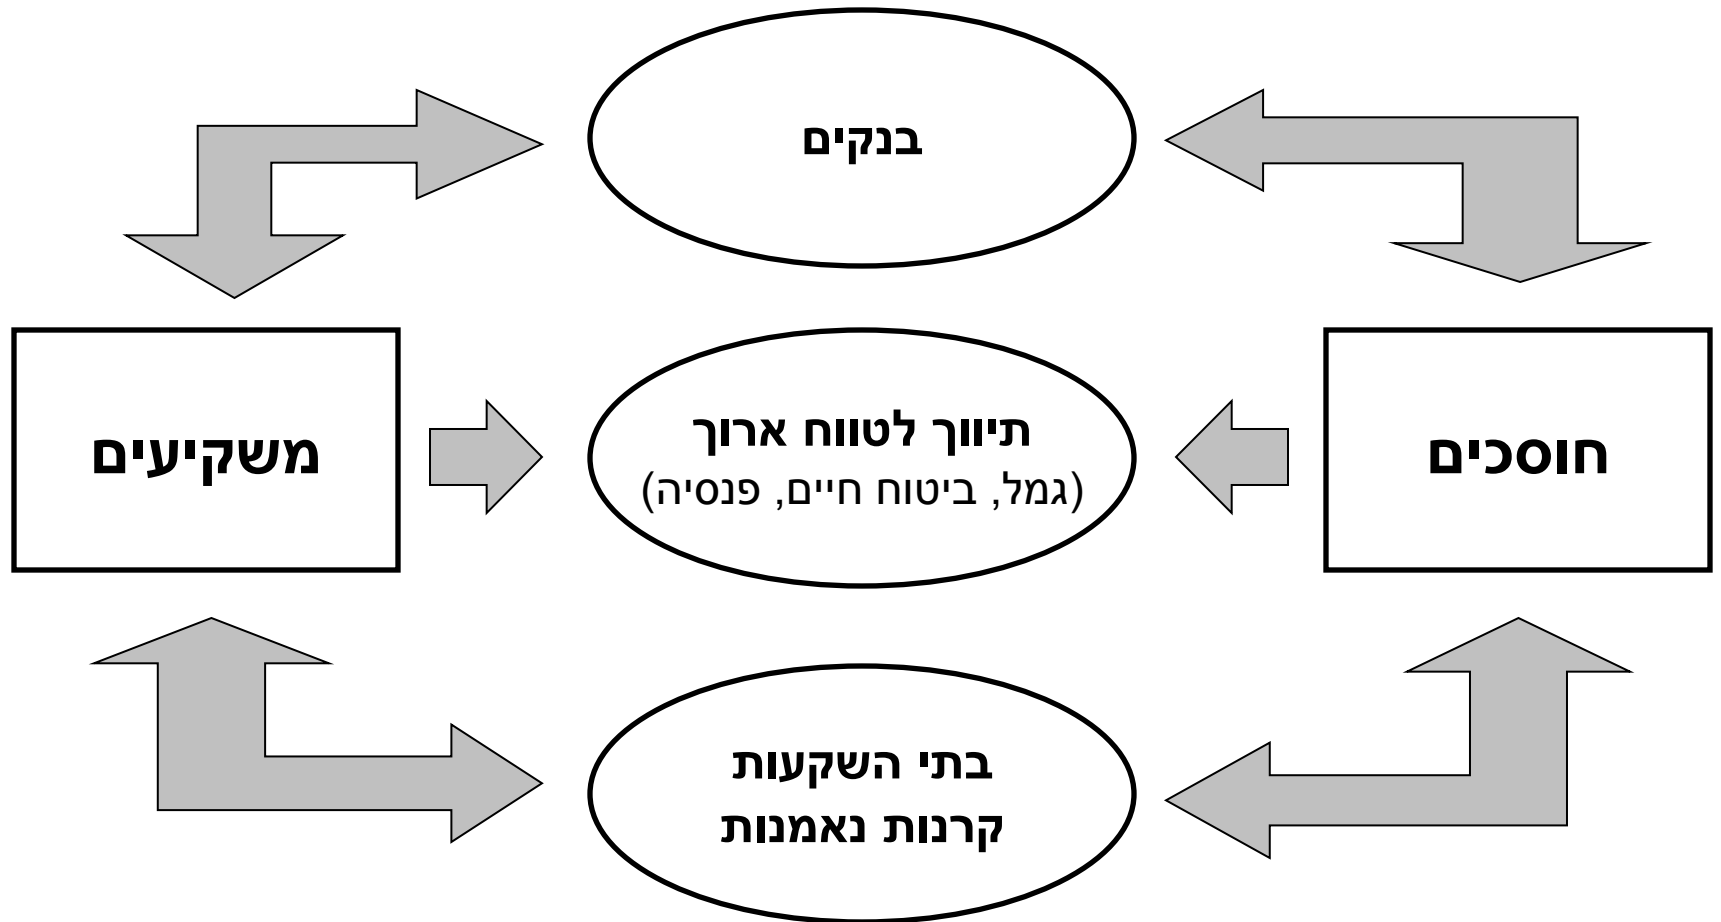 בנקים
חוסכים
תיווך לטווח ארוך
(גמל, ביטוח חיים, פנסיה)
משקיעים
בתי השקעות
קרנות נאמנות